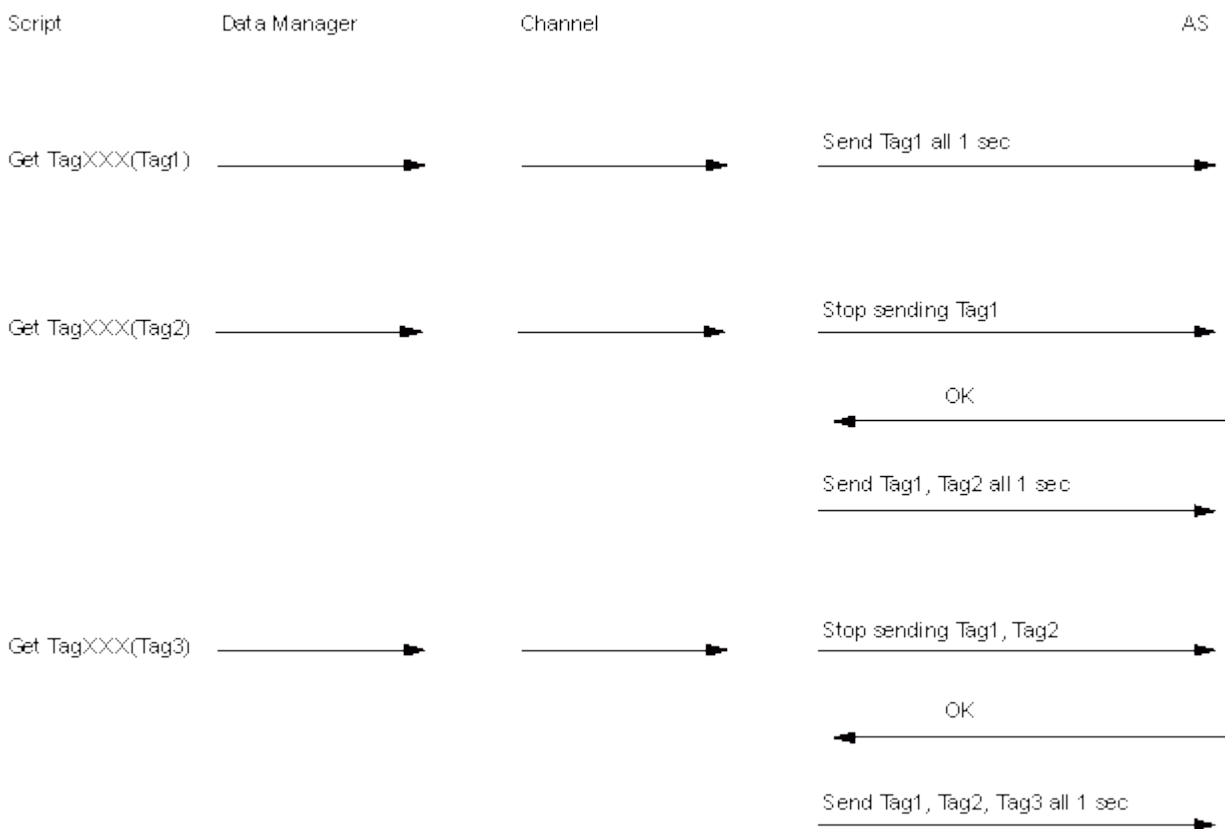 Script Data Manager Channel AS
Get TagXXX(Tag1) Send Tag1 all 1 sec
Get TagXXX(Tag2) Stop sending Tag1
OK
Send Tag1, Tag2 all 1 sec
Get TagXXX(Tag3) Stop sending Tag1, Tag2
OK
Send Tag1, Tag2, Tag3 all 1 sec